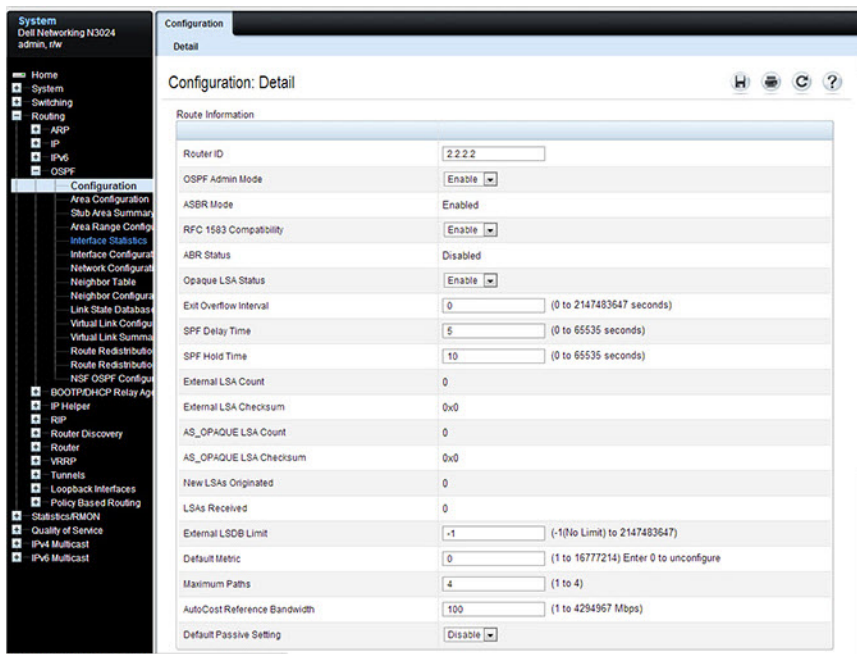 System
Dell Networking N3024
admin, r/w
Home
System
Switching
Routing
ARP
IP
IPv6
OSPF
Configuration
Area Configuration
Stub Area Summary
Area Range Configu
Interface Statistics
Interface Configurat
Network Configurati
Neighbor Table
Neighbor Configura
Link State Database
Virtual Link Configu
Virtual Link Summa
Route Redistributio
Route Redistributio
NSF OSPF Configur
BOOTP/DHCP Relay Age
IP Helper
RIP
Router Discovery
Router
VRRP
Tunnels
Loopback Interfaces
Policy Based Routing
Statistics/RMON
Quality of Service
IPv4 Multicast
IPv6 Multicast
Configuration
Detail
Configuration: Detail
Route Information
Router ID 2.2.2.2
OSPF Admin Mode Enable
ASBR Mode Enabled
RFC 1583 Compatibility Enable
ABR Status Disabled
Opaque LSA Status Enable
Exit Overflow Interval 0 (0 to 2147483647 seconds)
SPF Delay Time 5 (0 to 65535 seconds)
SPF Hold Time 10 (0 to 65535 seconds)
External LSA Count 0
External LSA Checksum 0x0
AS_OPAQUE LSA Count 0
AS_OPAQUE LSA Checksum 0x0
New LSAs Originated 0
LSAs Received 0
External LSDB Limit -1 (-1(No Limit) to 2147483647)
Default Metric 0 (1 to 16777214) Enter 0 to unconfigure
Maximum Paths 4 (1 to 4)
AutoCost Reference Bandwidth 100 (1 to 4294967 Mbps)
Default Passive Setting Disable